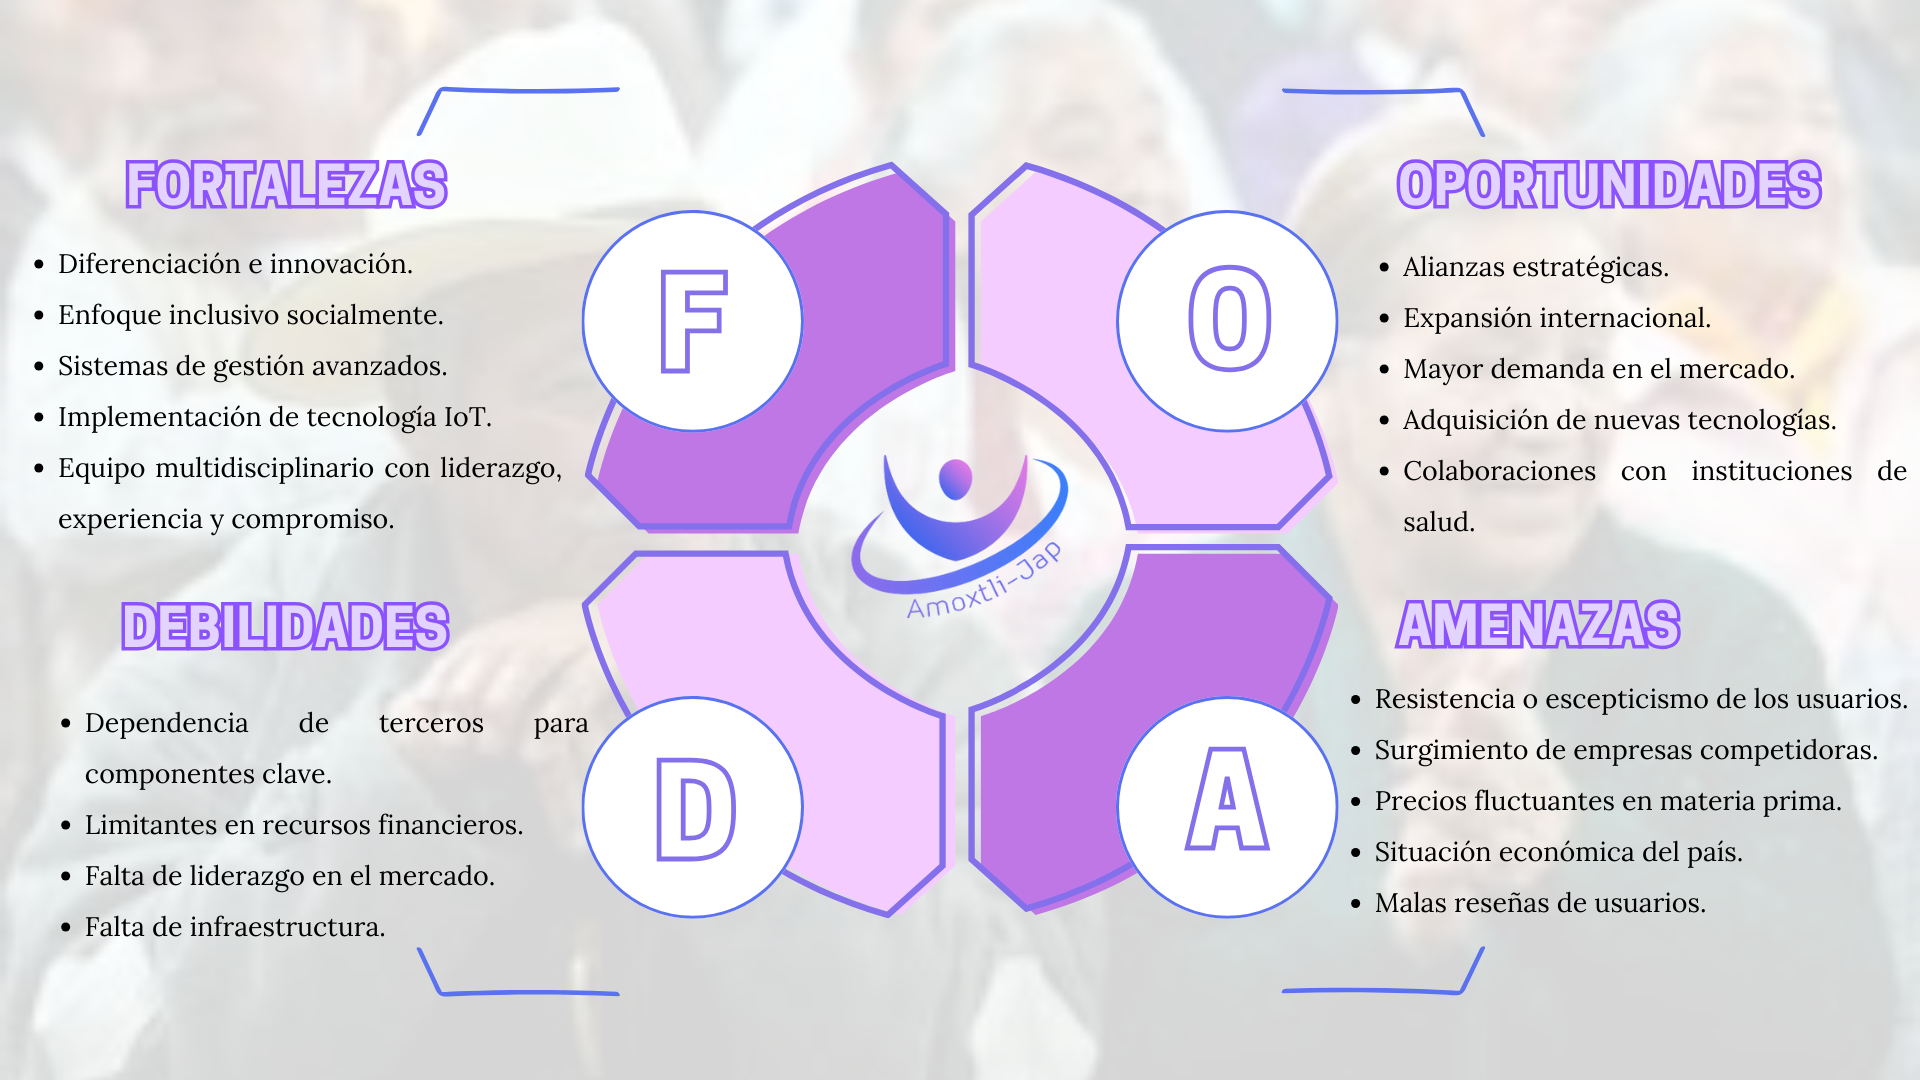 FORTALEZAS
Diferenciación e innovación.
Enfoque inclusivo socialmente.
Sistemas de gestión avanzados.
Implementación de tecnología IoT.
Equipo multidisciplinario con liderazgo,
experiencia y compromiso.
F
O
OPORTUNIDADES
Alianzas estratégicas.
Expansión internacional.
Mayor demanda en el mercado.
Adquisición de nuevas tecnologías.
Colaboraciones con instituciones de
salud.
Amoxtli-Jap
DEBILIDADES
Dependencia de terceros para
componentes clave.
Limitantes en recursos financieros.
Falta de liderazgo en el mercado.
Falta de infraestructura.
D
A
AMENAZAS
Resistencia o escepticismo de los usuarios.
Surgimiento de empresas competidoras.
Precios fluctuantes en materia prima.
Situación económica del país.
Malas reseñas de usuarios.